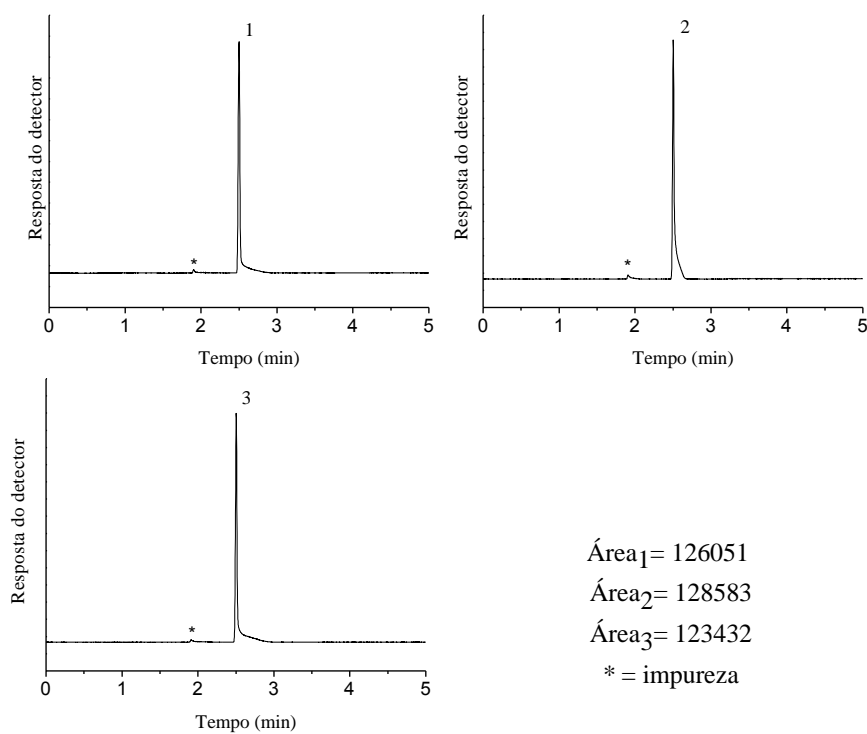 1
Resposta do detector
*
0 1 2 3 4 5
Tempo (min)
2
Resposta do detector
*
0 1 2 3 4 5
Tempo (min)
3
Resposta do detector
*
0 1 2 3 4 5
Tempo (min)
Área1= 126051
Área2= 128583
Área3= 123432
* = impureza